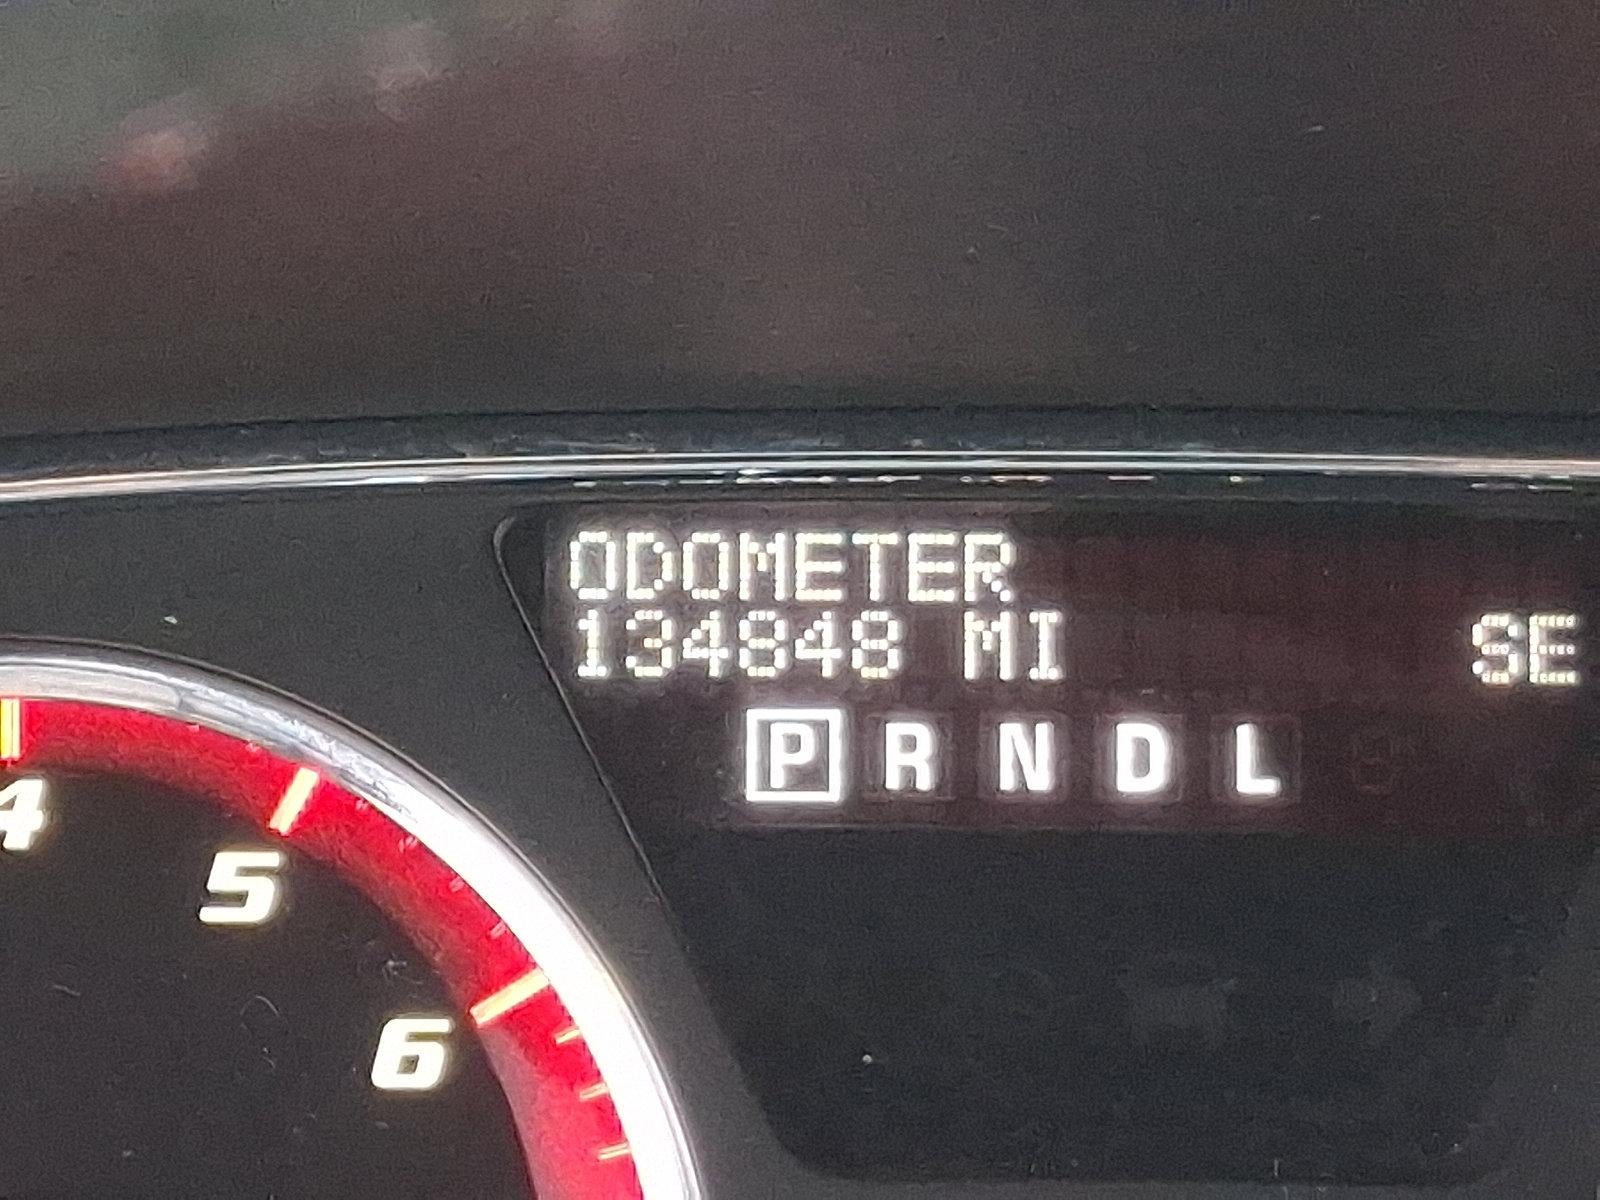 ODOMETER
134848 MI SE
P R N D L
4
5
6